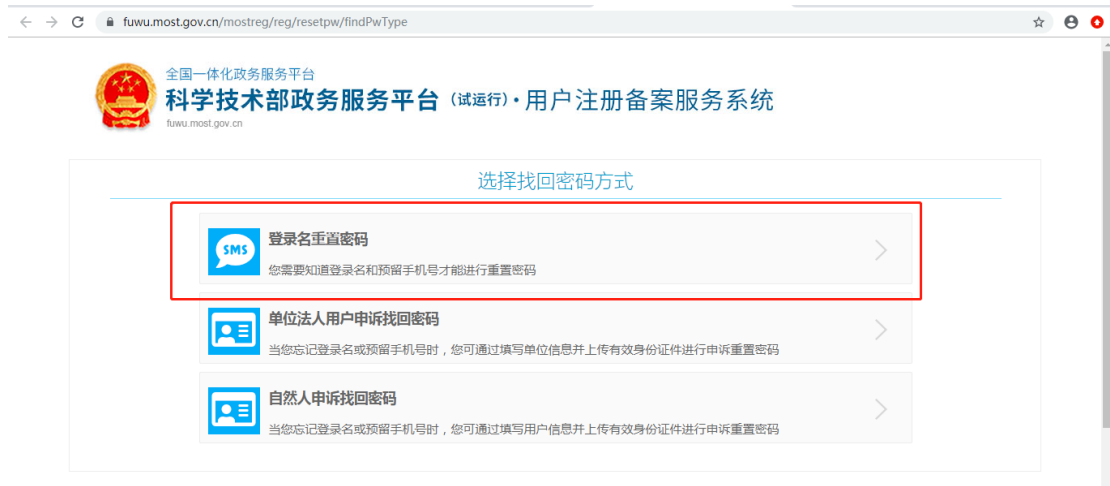 fuwu.most.gov.cn/mostreg/reg/resetpw/findPwType
全国一体化政务服务平台
科学技术部政务服务平台(试运行)·用户注册备案服务系统
fuwu.most.gov.cn
选择找回密码方式
SMS
登录名重置密码
您需要知道登录名和预留手机号才能进行重置密码
单位法人用户申诉找回密码
当您忘记登录名或预留手机号时，您可通过填写单位信息并上传有效身份证件进行申诉重置密码
自然人申诉找回密码
当您忘记登录名或预留手机号时，您可通过填写用户信息并上传有效身份证件进行申诉重置密码